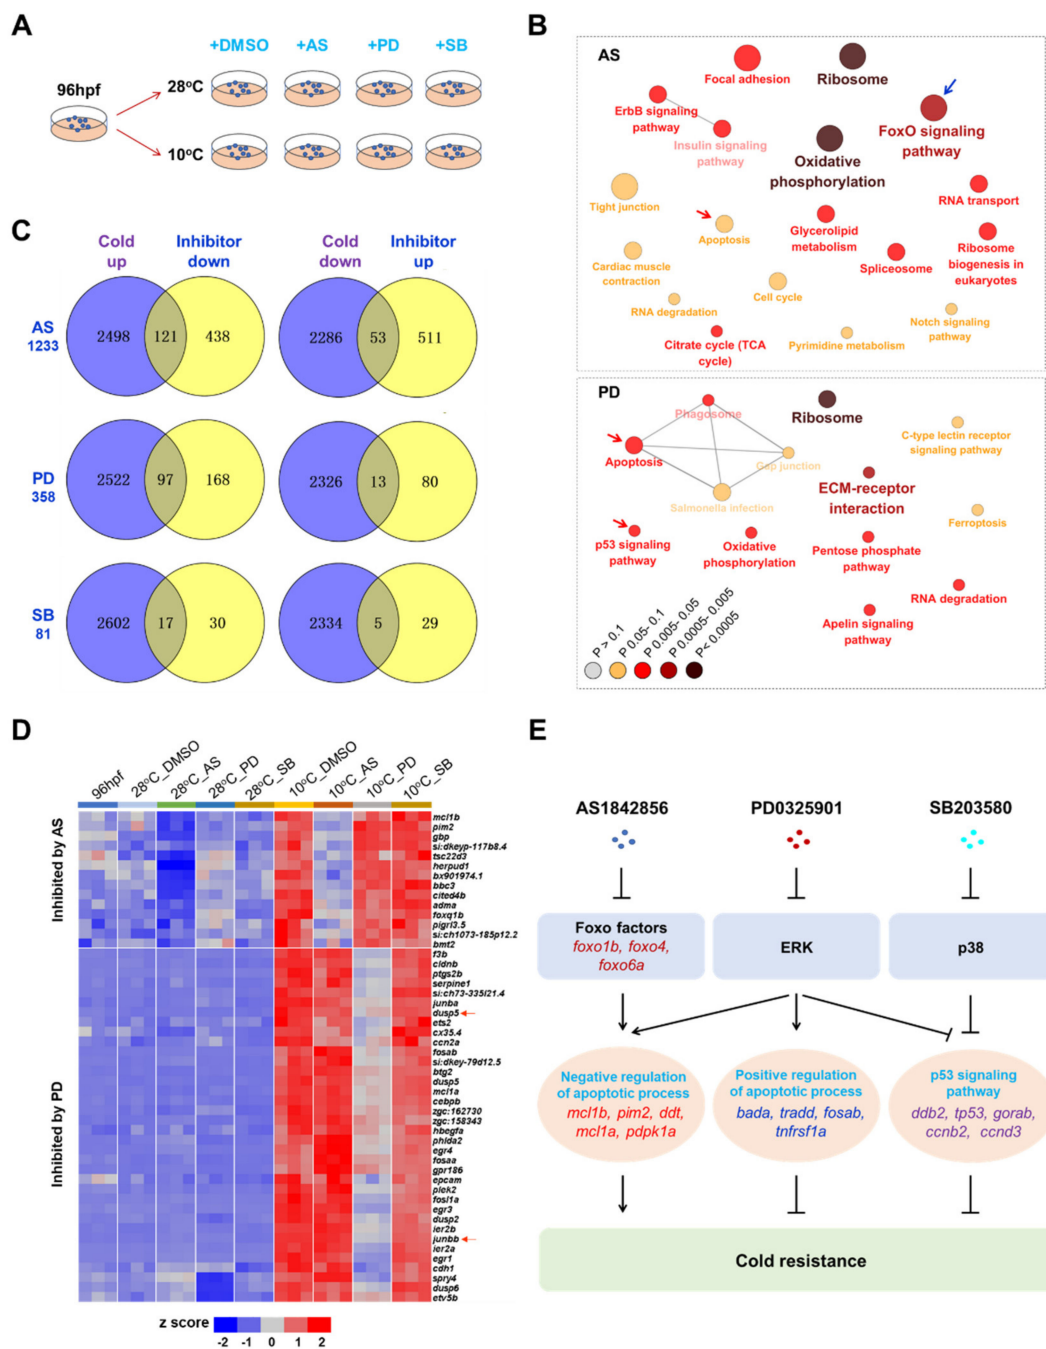 A
+DMSO +AS +PD +SB
96hpf
28°C
10°C
B
AS
Focal adhesion
Ribosome
ErbB signaling
pathway
Insulin signaling
pathway
FoxO signaling
pathway
Oxidative
phosphorylation
Tight junction
RNA transport
Apoptosis
Glycerolipid
metabolism
Ribosome
biogenesis in
eukaryotes
Cardiac muscle
contraction
Spliceosome
Cell cycle
RNA degradation
Notch signaling
pathway
Citrate cycle (TCA
cycle)
Pyrimidine metabolism
PD
Phagosome
Ribosome
C-type lectin receptor
signaling pathway
Apoptosis
Gap junction
ECM-receptor
interaction
Salmonella infection
Ferroptosis
p53 signaling
pathway
Oxidative
phosphorylation
Pentose phosphate
pathway
RNA degradation
Apelin signaling
pathway
P > 0.1
P 0.05- 0.1
P 0.005- 0.05
P 0.0005- 0.005
P< 0.0005
C
Cold
up
Inhibitor
down
Cold
down
Inhibitor
up
AS
1233
2498 121 438 2286 53 511
PD
358
2522 97 168 2326 13 80
SB
81
2602 17 30 2334 5 29
D
96hpf
28°C_DMSO
28°C_AS
28°C_PD
28°C_SB
10°C_DMSO
10°C_AS
10°C_PD
10°C_SB
Inhibited by AS
mcl1b
pim2
gbp
si:dkeyp-117b8.4
tsc22d3
herpud1
bx901974.1
bbc3
cited4b
adma
foxq1b
pigrl3.5
si:ch1073-185p12.2
bmt2
Inhibited by PD
f3b
cldnb
ptgs2b
serpine1
si:ch73-335l21.4
junba
dusp5
ets2
cx35.4
ccn2a
fosab
si:dkey-79d12.5
btg2
dusp5
mcl1a
cebpb
zgc:162730
zgc:158343
hbegfa
phlda2
egr4
fosaa
gpr186
epcam
plek2
fosl1a
egr3
dusp2
ier2b
junbb
ier2a
egr1
cdh1
spry4
dusp6
etv5b
z score
-2 -1 0 1 2
E
AS1842856 PD0325901 SB203580
Foxo factors
foxo1b, foxo4,
foxo6a
ERK
p38
Negative regulation
of apoptotic process
mcl1b, pim2, ddt,
mcl1a, pdpk1a
Positive regulation
of apoptotic process
bada, tradd, fosab,
tnfrsf1a
p53 signaling
pathway
ddb2, tp53, gorab,
ccnb2, ccnd3
Cold resistance